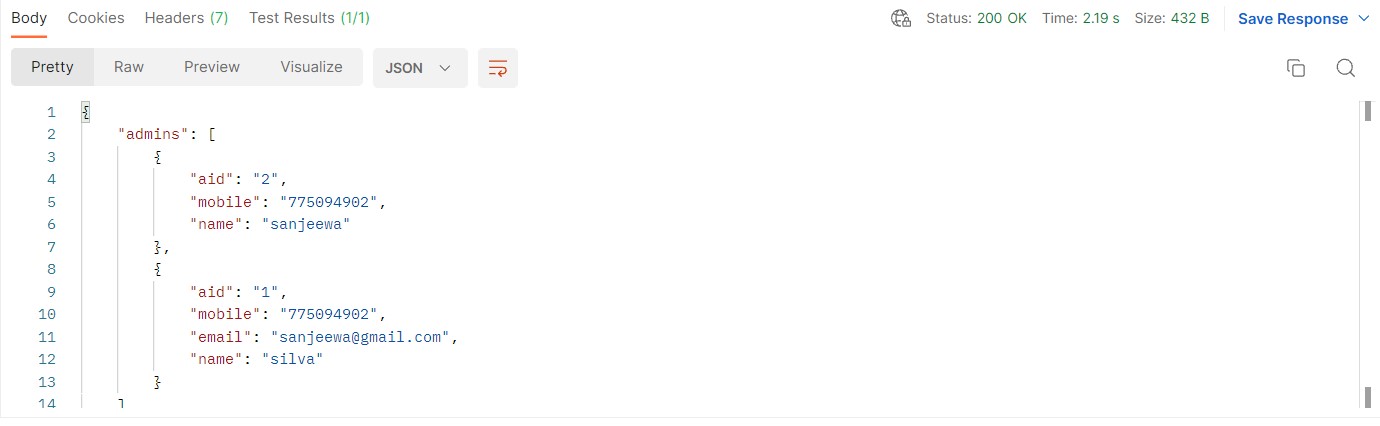 Body Cookies Headers (7) Test Results (1/1) Status: 200 OK Time: 2.19 s Size: 432 B Save Response
Pretty Raw Preview Visualize JSON
1 {
2 "admins": [
3 {
4 "aid": "2",
5 "mobile": "775094902",
6 "name": "sanjeewa"
7 },
8 {
9 "aid": "1",
10 "mobile": "775094902",
11 "email": "sanjeewa@gmail.com",
12 "name": "silva"
13 }
14 ]